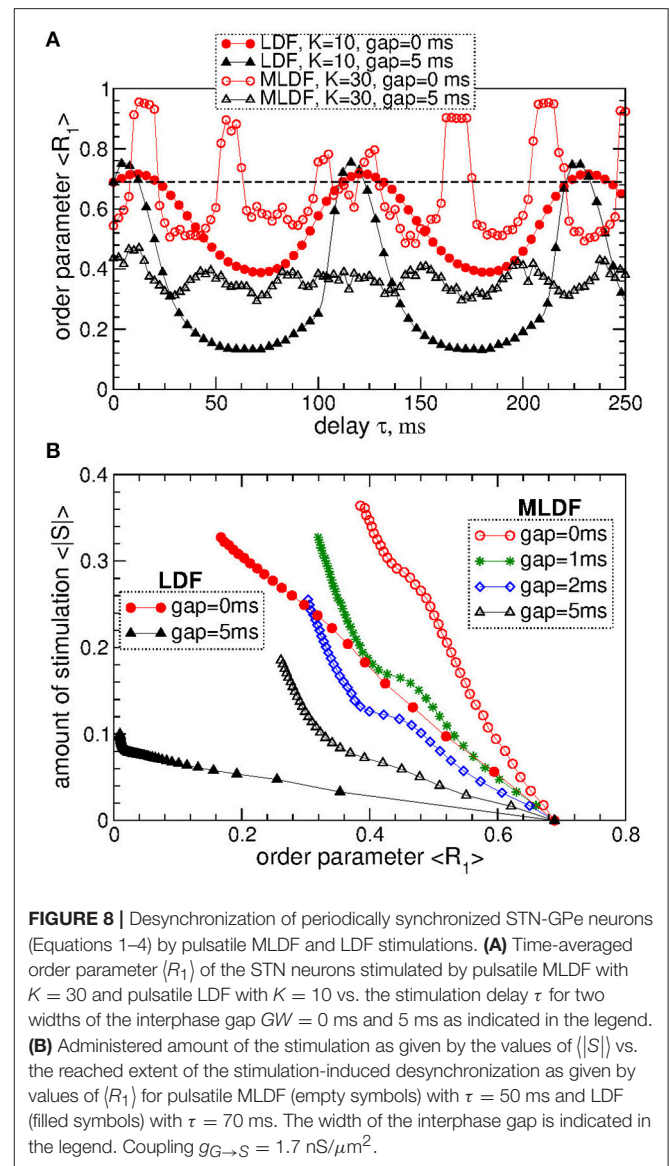 A
LDF, K=10, gap=0 ms
LDF, K=10, gap=5 ms
MLDF, K=30, gap=0 ms
MLDF, K=30, gap=5 ms
order parameter <R1>
1
0.8
0.6
0.4
0.2
0
0 50 100 150 200 250
delay τ, ms
B
amount of stimulation <|S|>
0.4
0.3
0.2
0.1
0
LDF
gap=0ms
gap=5ms
MLDF
gap=0ms
gap=1ms
gap=2ms
gap=5ms
0 0.2 0.4 0.6 0.8
order parameter <R1>
FIGURE 8 | Desynchronization of periodically synchronized STN-GPe neurons
(Equations 1–4) by pulsatile MLDF and LDF stimulations. (A) Time-averaged
order parameter ⟨R1⟩ of the STN neurons stimulated by pulsatile MLDF with
K = 30 and pulsatile LDF with K = 10 vs. the stimulation delay τ for two
widths of the interphase gap GW = 0 ms and 5 ms as indicated in the legend.
(B) Administered amount of the stimulation as given by the values of ⟨|S|⟩ vs.
the reached extent of the stimulation-induced desynchronization as given by
values of ⟨R1⟩ for pulsatile MLDF (empty symbols) with τ = 50 ms and LDF
(filled symbols) with τ = 70 ms. The width of the interphase gap is indicated in
the legend. Coupling gG→S = 1.7 nS/μm².